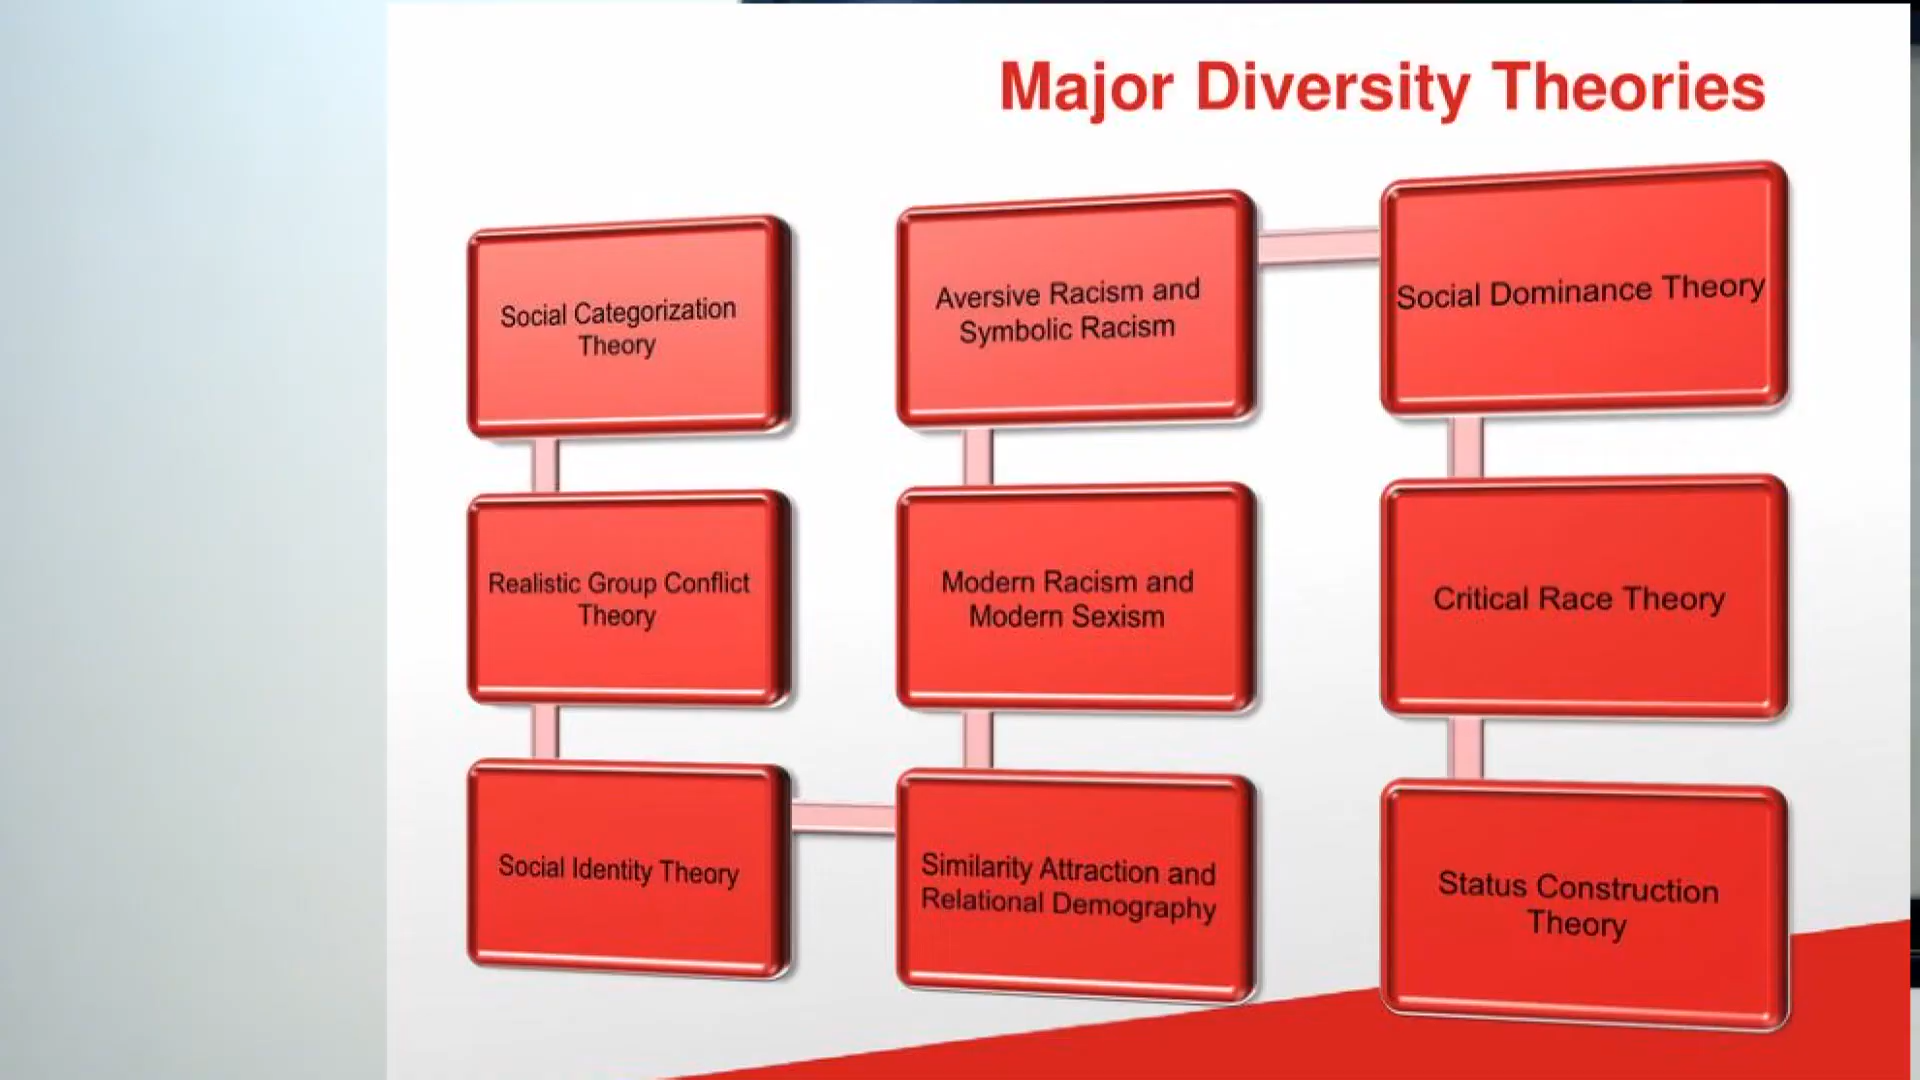 Major Diversity Theories
Social Categorization
Theory
Realistic Group Conflict
Theory
Social Identity Theory
Similarity Attraction and
Relational Demography
Modern Racism and
Modern Sexism
Aversive Racism and
Symbolic Racism
Social Dominance Theory
Critical Race Theory
Status Construction
Theory